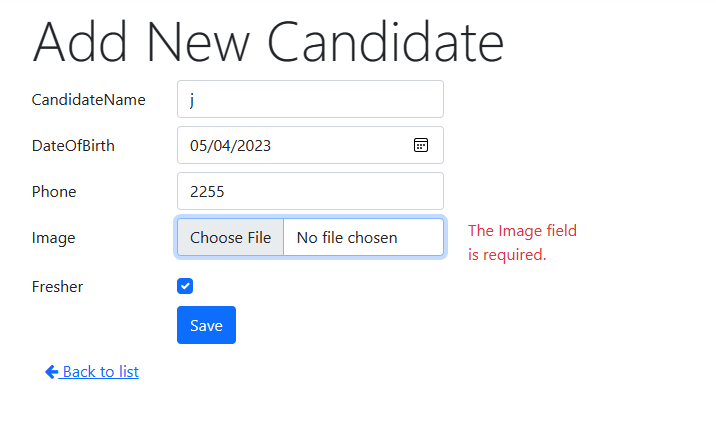 Add New Candidate
CandidateName j
DateOfBirth 05/04/2023
Phone 2255
Image Choose File No file chosen The Image field
is required.
Fresher
Save
Back to list